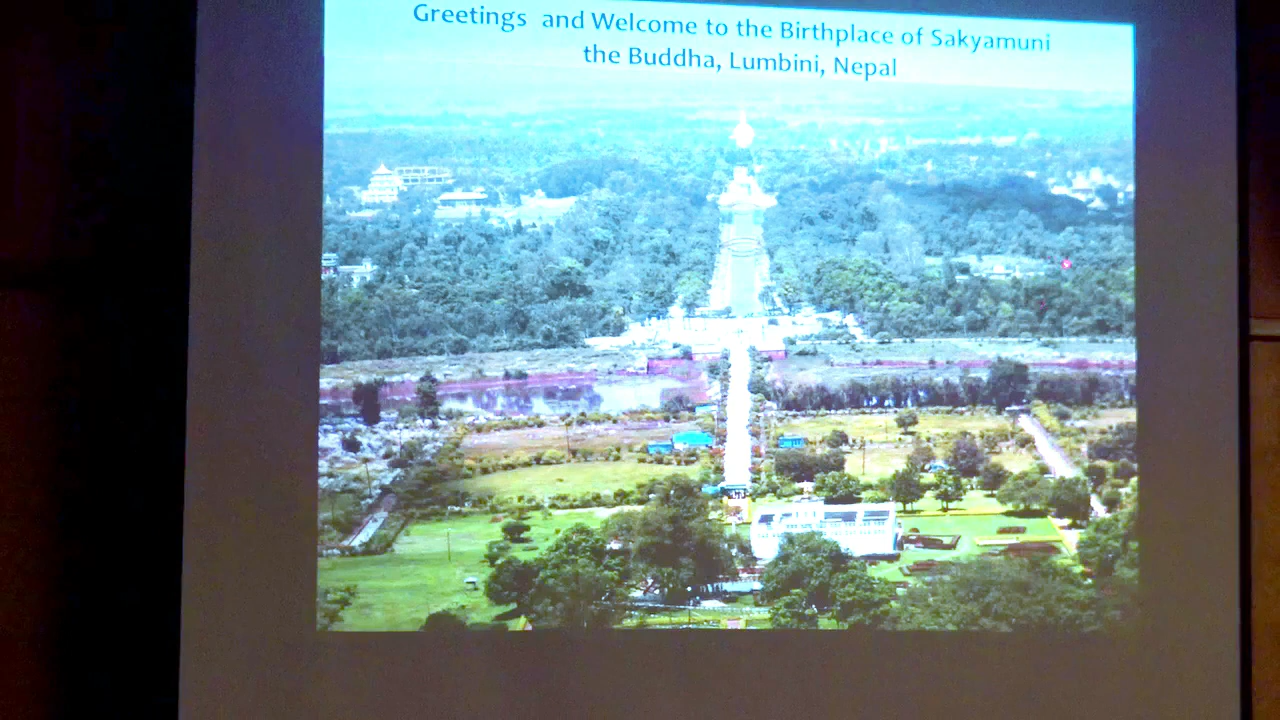 Greetings and Welcome to the Birthplace of Sakyamuni
the Buddha, Lumbini, Nepal